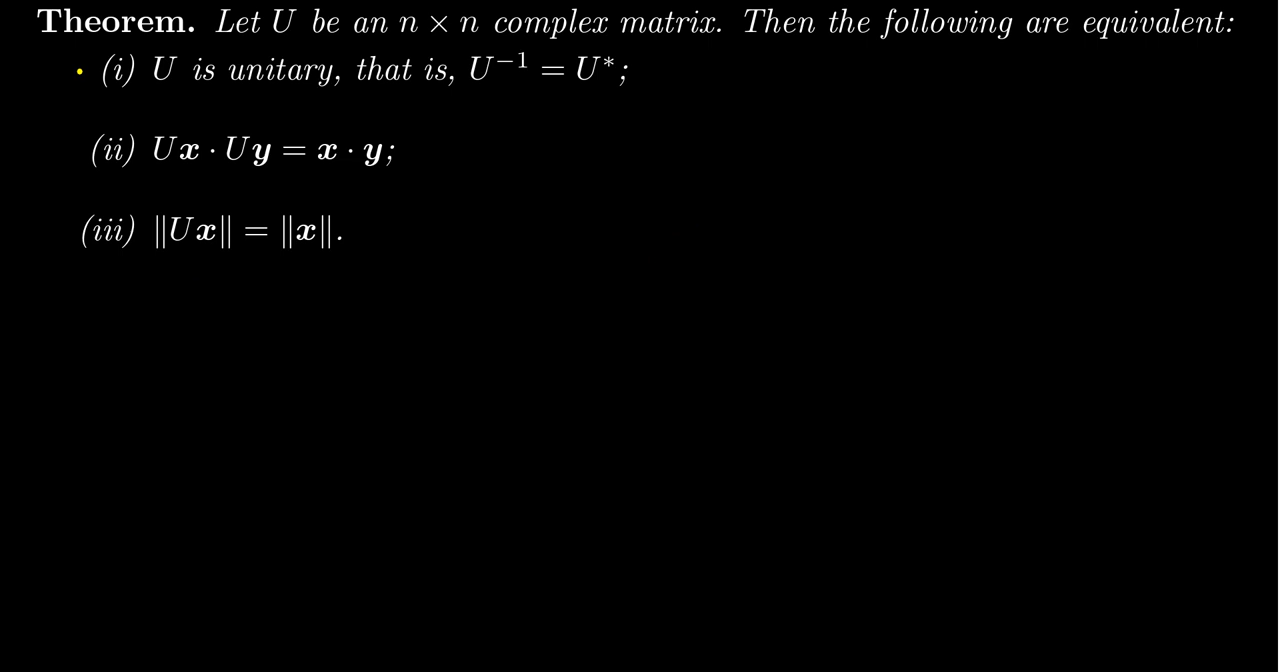 Theorem. Let U be an n × n complex matrix. Then the following are equivalent:
(i) U is unitary, that is, U⁻¹ = U*;
(ii) Ux · Uy = x · y;
(iii) ‖Ux‖ = ‖x‖.